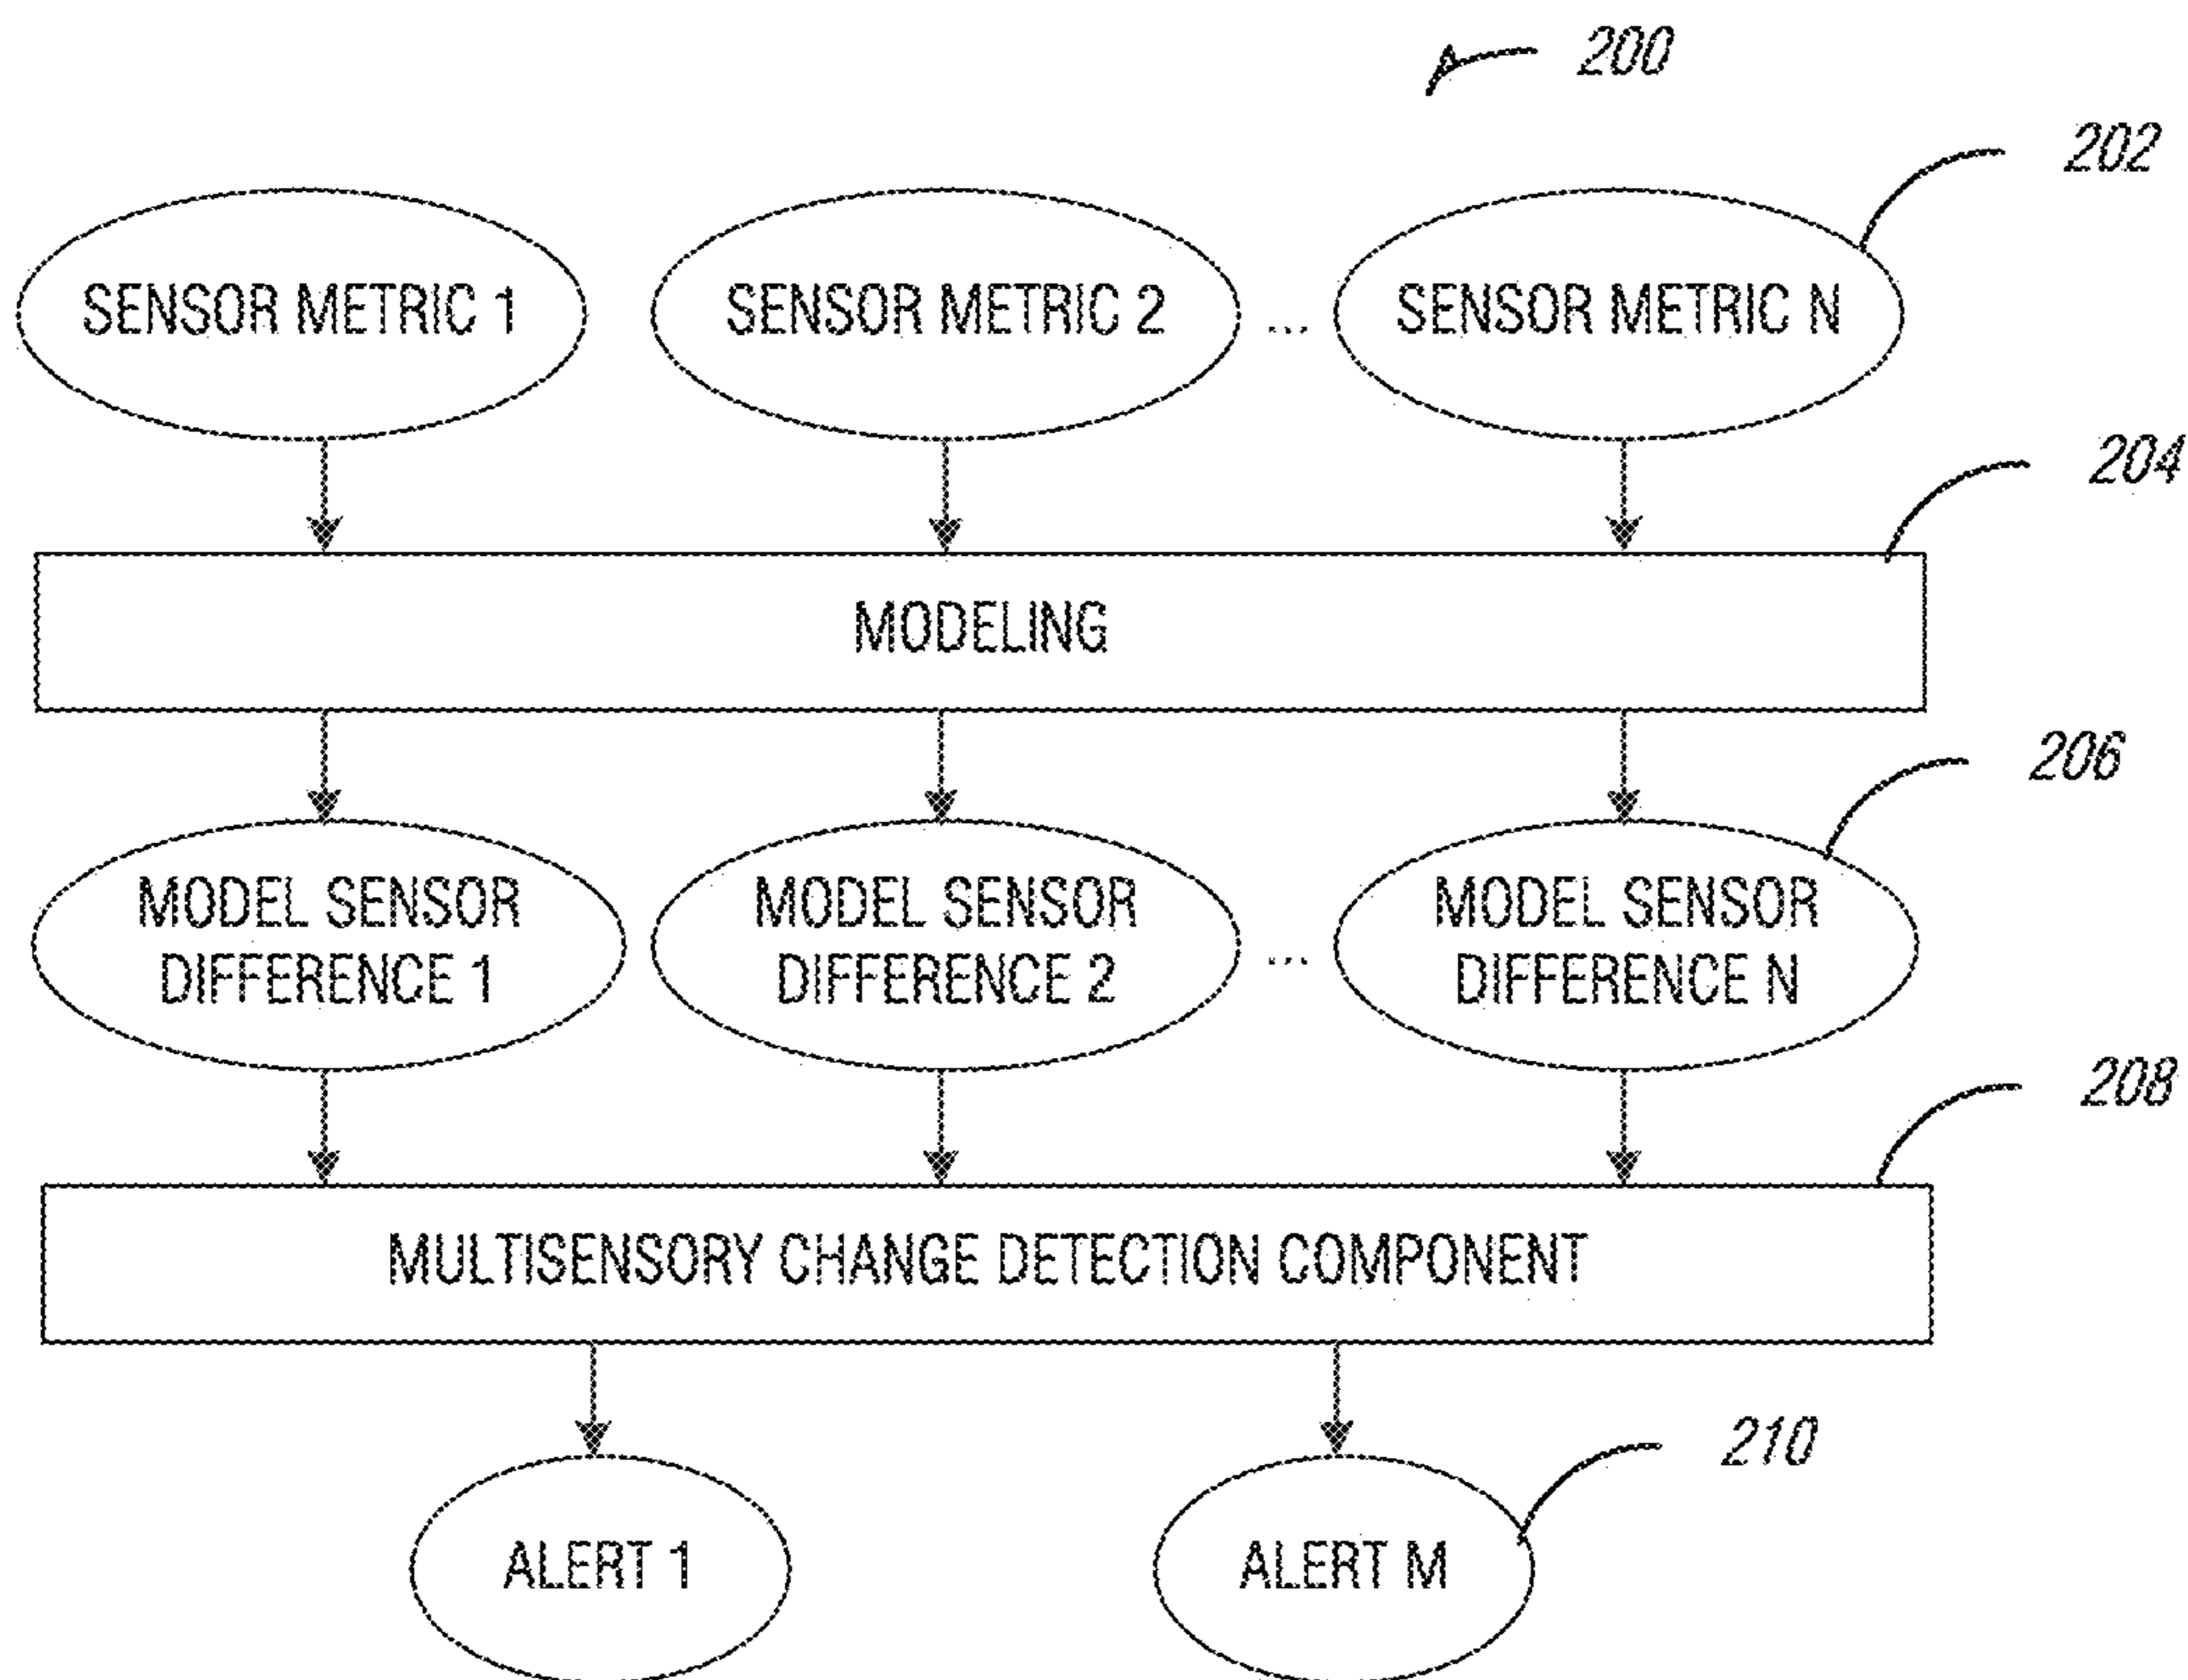 200
202
SENSOR METRIC 1
SENSOR METRIC 2
...
SENSOR METRIC N
204
MODELING
206
MODEL SENSOR
DIFFERENCE 1
MODEL SENSOR
DIFFERENCE 2
...
MODEL SENSOR
DIFFERENCE N
208
MULTISENSORY CHANGE DETECTION COMPONENT
210
ALERT 1
ALERT M